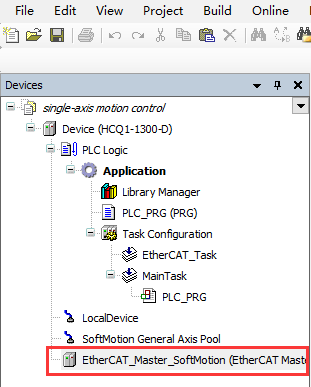 File Edit View Project Build Online
Devices
single-axis motion control
Device (HCQ1-1300-D)
PLC Logic
Application
Library Manager
PLC_PRG (PRG)
Task Configuration
EtherCAT_Task
MainTask
PLC_PRG
LocalDevice
SoftMotion General Axis Pool
EtherCAT_Master_SoftMotion (EtherCAT Maste